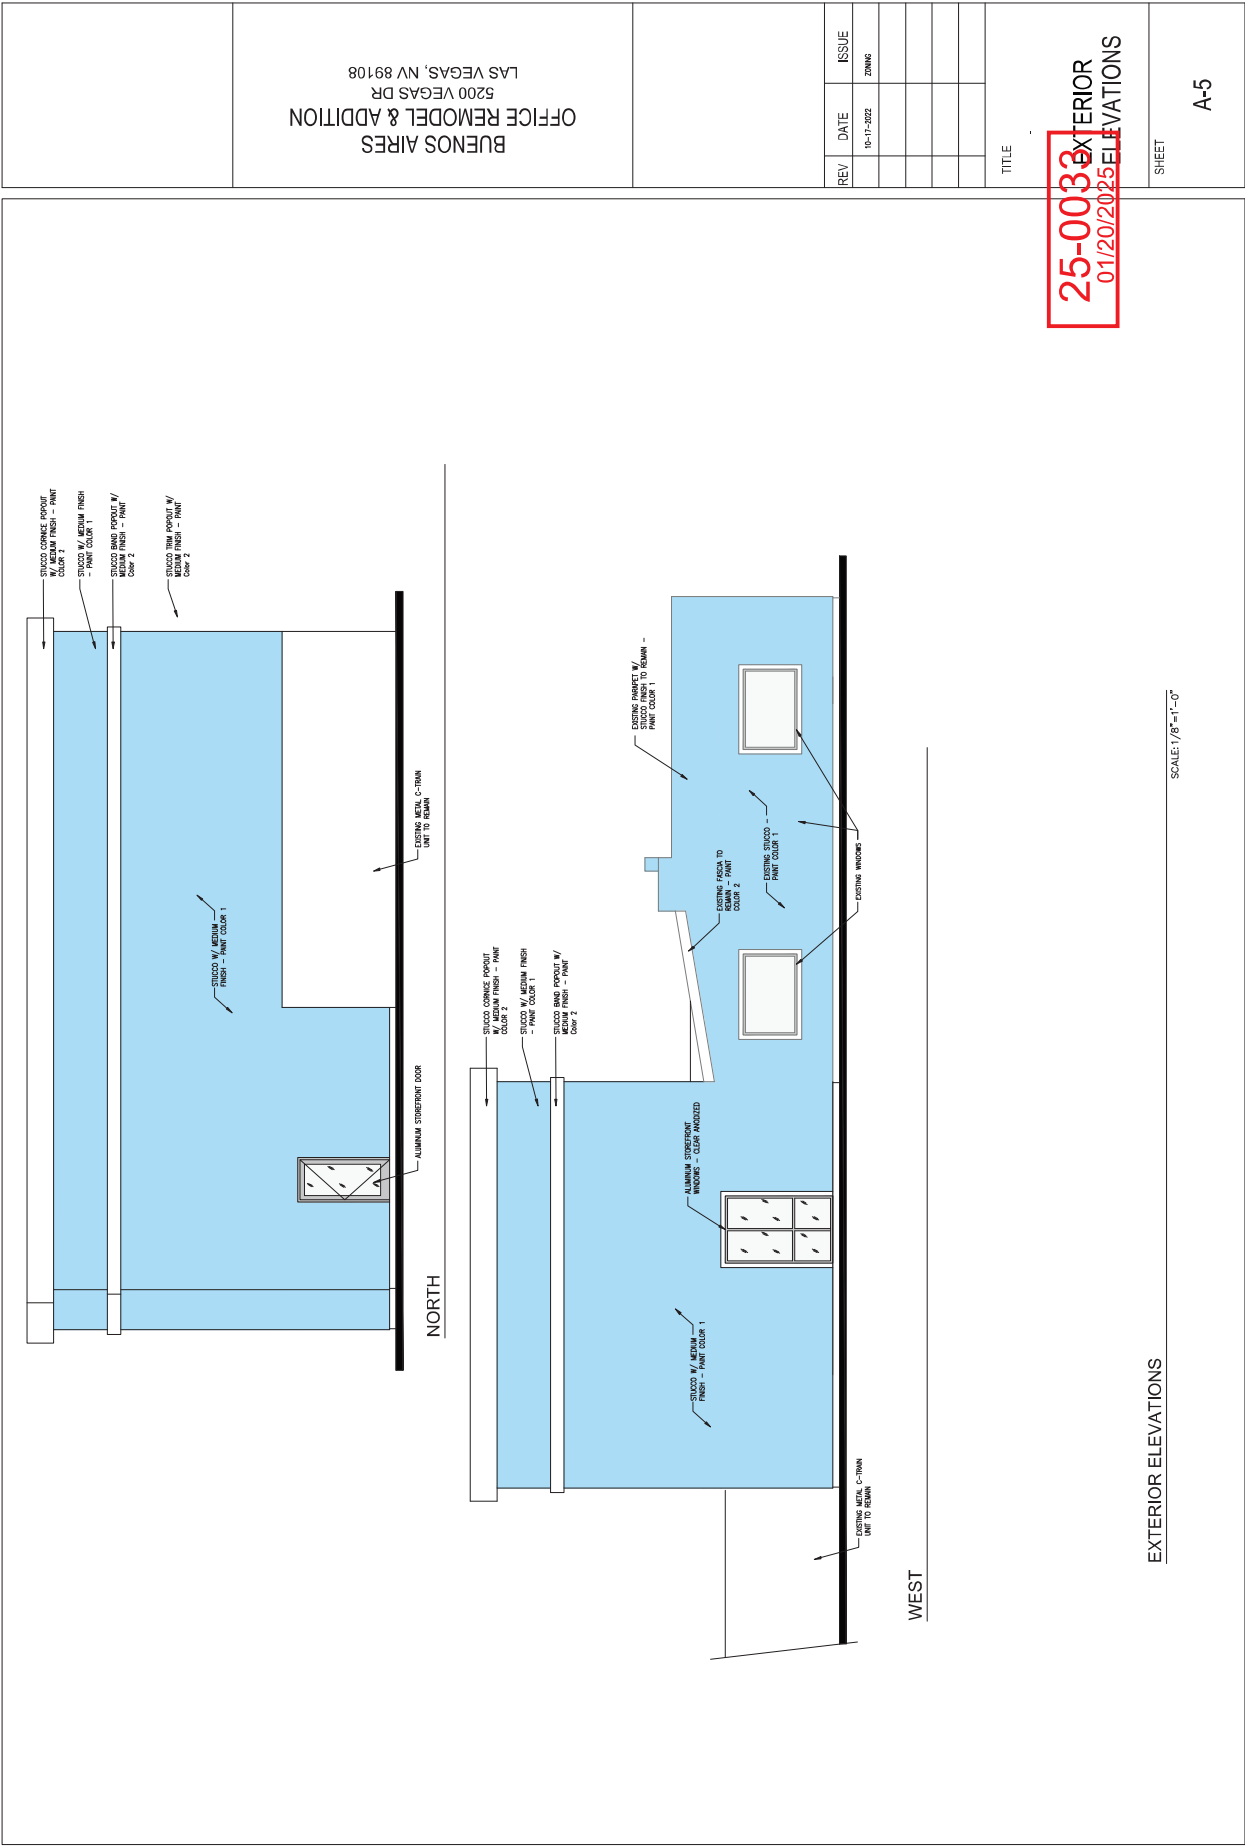 BUENOS AIRES
OFFICE REMODEL & ADDITION
5200 VEGAS DR
LAS VEGAS, NV 89108
REV DATE ISSUE
10-17-2022 ZONING
TITLE
EXTERIOR
ELEVATIONS
SHEET
A-5
25-0033
01/20/2025
STUCCO CORNICE POPOUT
W/ MEDIUM FINISH - PAINT
COLOR 2
STUCCO W/ MEDIUM FINISH
- PAINT COLOR 1
STUCCO BAND POPOUT W/
MEDIUM FINISH - PAINT
Color 2
STUCCO TRIM POPOUT W/
MEDIUM FINISH - PAINT
Color 2
STUCCO W/ MEDIUM
FINISH - PAINT COLOR 1
EXISTING METAL C-TRAIN
UNIT TO REMAIN
ALUMINUM STOREFRONT DOOR
NORTH
STUCCO CORNICE POPOUT
W/ MEDIUM FINISH - PAINT
COLOR 2
STUCCO W/ MEDIUM FINISH
- PAINT COLOR 1
STUCCO BAND POPOUT W/
MEDIUM FINISH - PAINT
Color 2
EXISTING PARAPET W/
STUCCO FINISH TO REMAIN -
PAINT COLOR 1
EXISTING FASCIA TO
REMAIN - PAINT
COLOR 2
EXISTING STUCCO -
PAINT COLOR 1
EXISTING WINDOWS
ALUMINUM STOREFRONT
WINDOWS - CLEAR ANODIZED
STUCCO W/ MEDIUM
FINISH - PAINT COLOR 1
EXISTING METAL C-TRAIN
UNIT TO REMAIN
WEST
EXTERIOR ELEVATIONS
SCALE: 1/8"=1'-0"